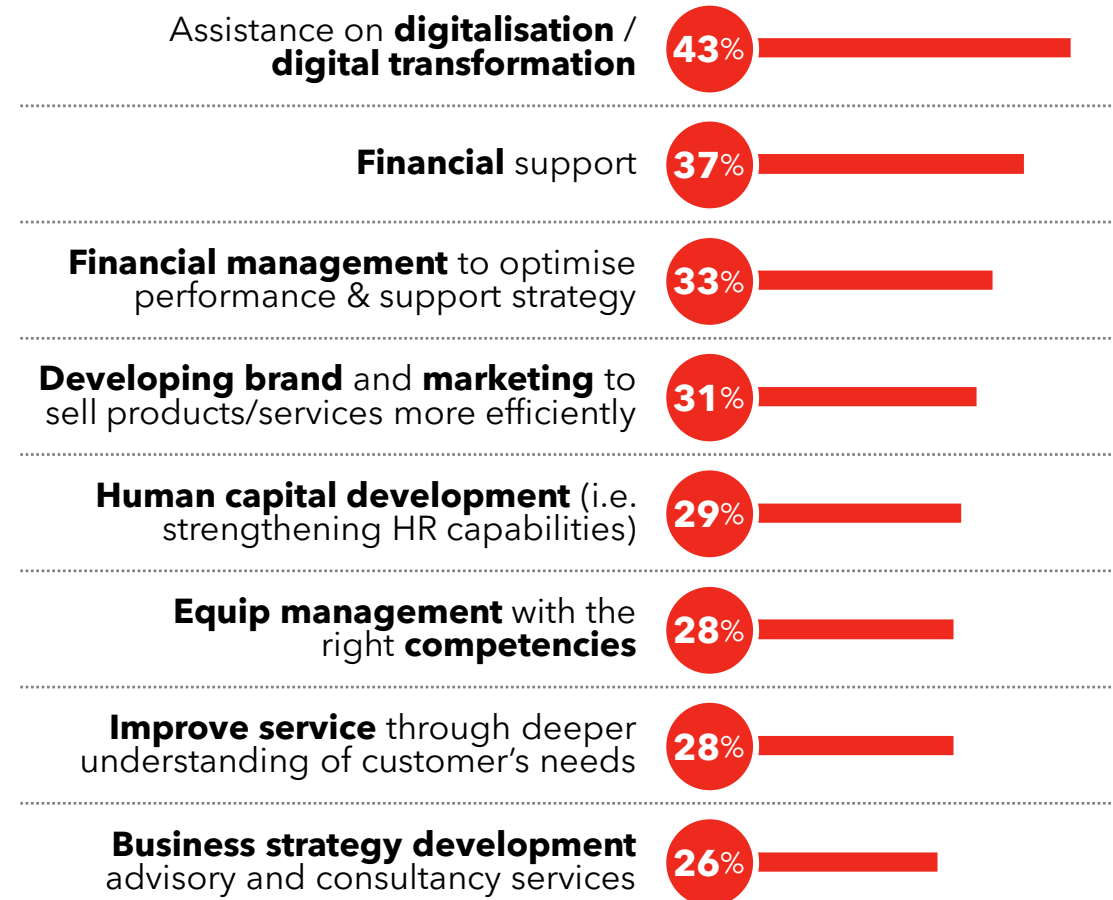 Assistance on digitalisation /
digital transformation
43%
Financial support
37%
Financial management to optimise
performance & support strategy
33%
Developing brand and marketing to
sell products/services more efficiently
31%
Human capital development (i.e.
strengthening HR capabilities)
29%
Equip management with the
right competencies
28%
Improve service through deeper
understanding of customer’s needs
28%
Business strategy development
advisory and consultancy services
26%